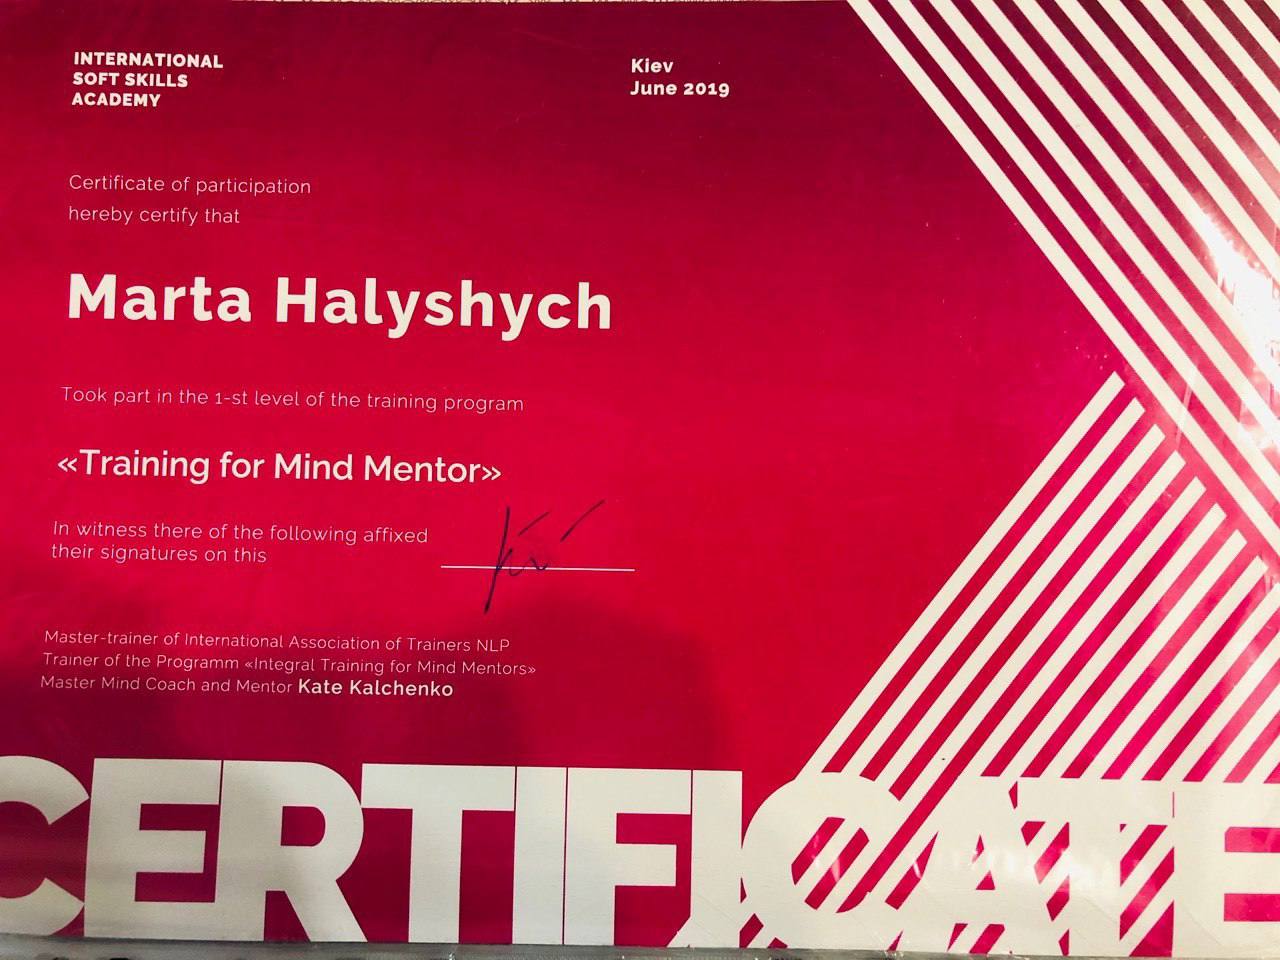 INTERNATIONAL
SOFT SKILLS
ACADEMY
Kiev
June 2019
Certificate of participation
hereby certify that
Marta Halyshych
Took part in the 1-st level of the training program
«Training for Mind Mentor»
In witness there of the following affixed
their signatures on this
Master-trainer of International Association of Trainers NLP
Trainer of the Programm «Integral Training for Mind Mentors»
Master Mind Coach and Mentor Kate Kalchenko
CERTIFICATE